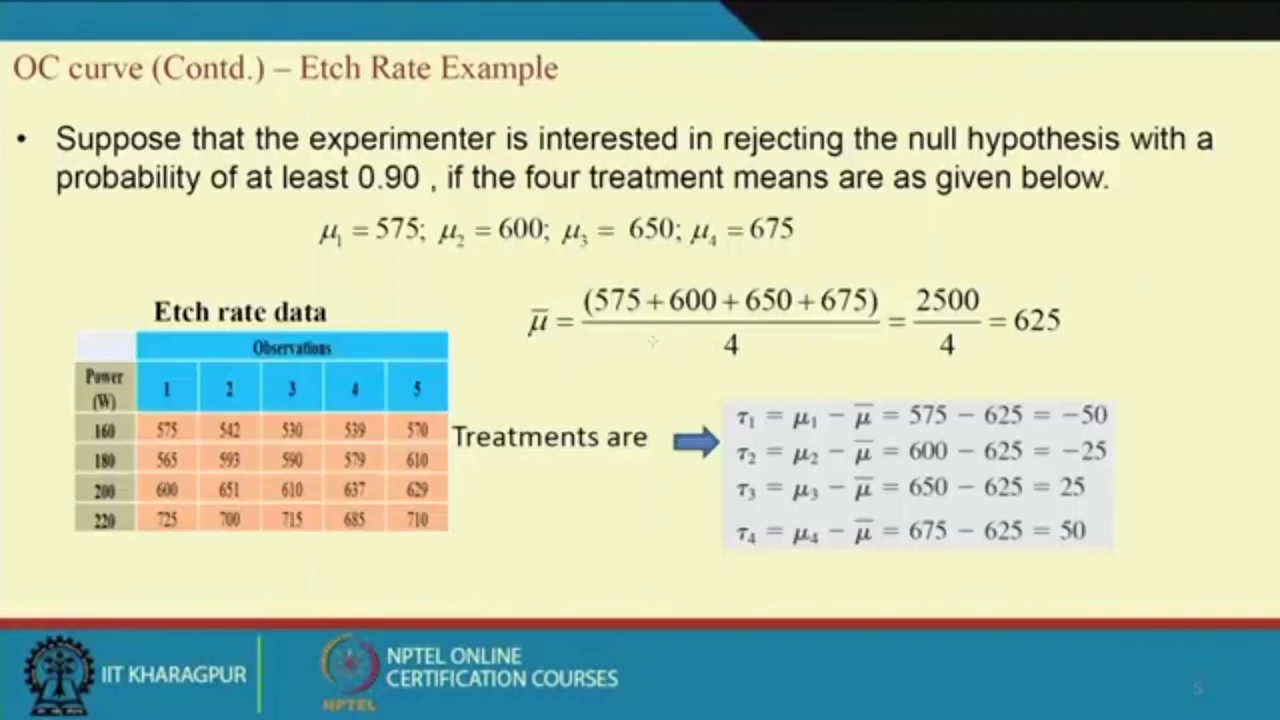 OC curve (Contd.) – Etch Rate Example
• Suppose that the experimenter is interested in rejecting the null hypothesis with a
probability of at least 0.90 , if the four treatment means are as given below.
μ₁ = 575; μ₂ = 600; μ₃ = 650; μ₄ = 675
μ̅ = (575 + 600 + 650 + 675) / 4 = 2500 / 4 = 625
Etch rate data
Observations
Power (W) 1 2 3 4 5
160 575 542 530 539 570
180 565 593 590 579 610
200 600 651 610 637 629
220 725 700 715 685 710
Treatments are
τ₁ = μ₁ − μ̅ = 575 − 625 = −50
τ₂ = μ₂ − μ̅ = 600 − 625 = −25
τ₃ = μ₃ − μ̅ = 650 − 625 = 25
τ₄ = μ₄ − μ̅ = 675 − 625 = 50
IIT KHARAGPUR
NPTEL
NPTEL ONLINE
CERTIFICATION COURSES
5